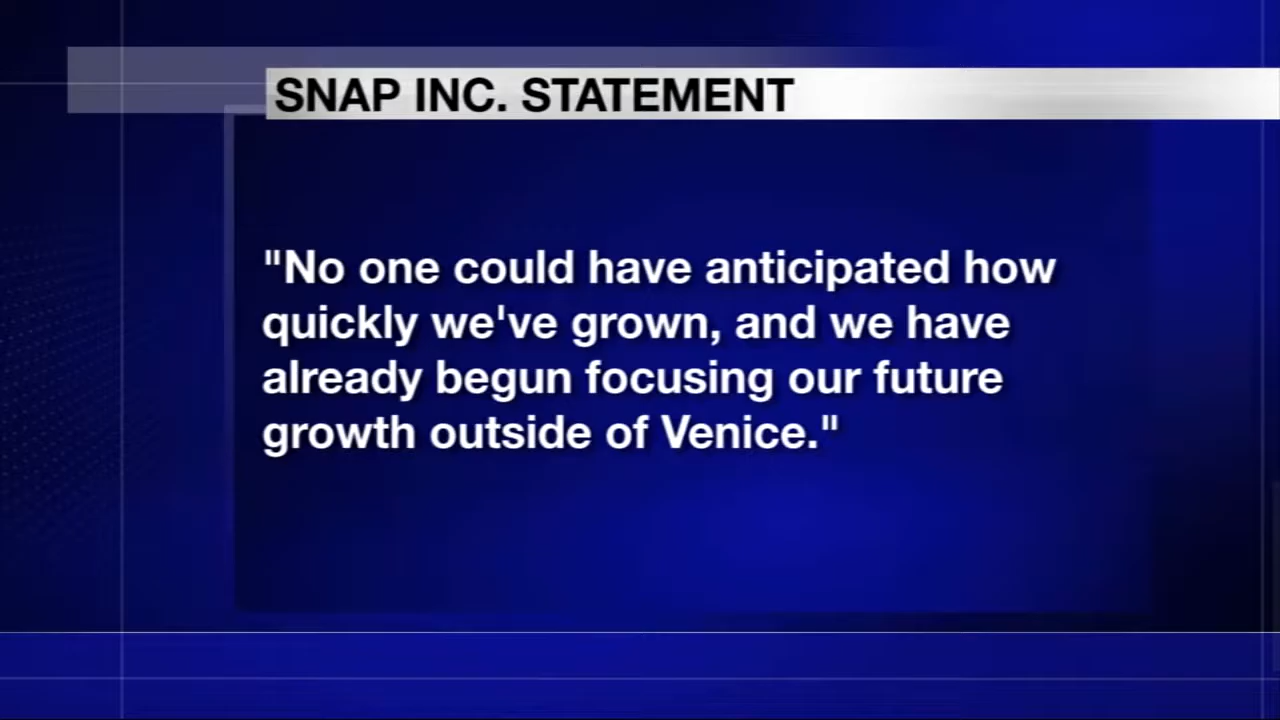 SNAP INC. STATEMENT
"No one could have anticipated how
quickly we've grown, and we have
already begun focusing our future
growth outside of Venice."